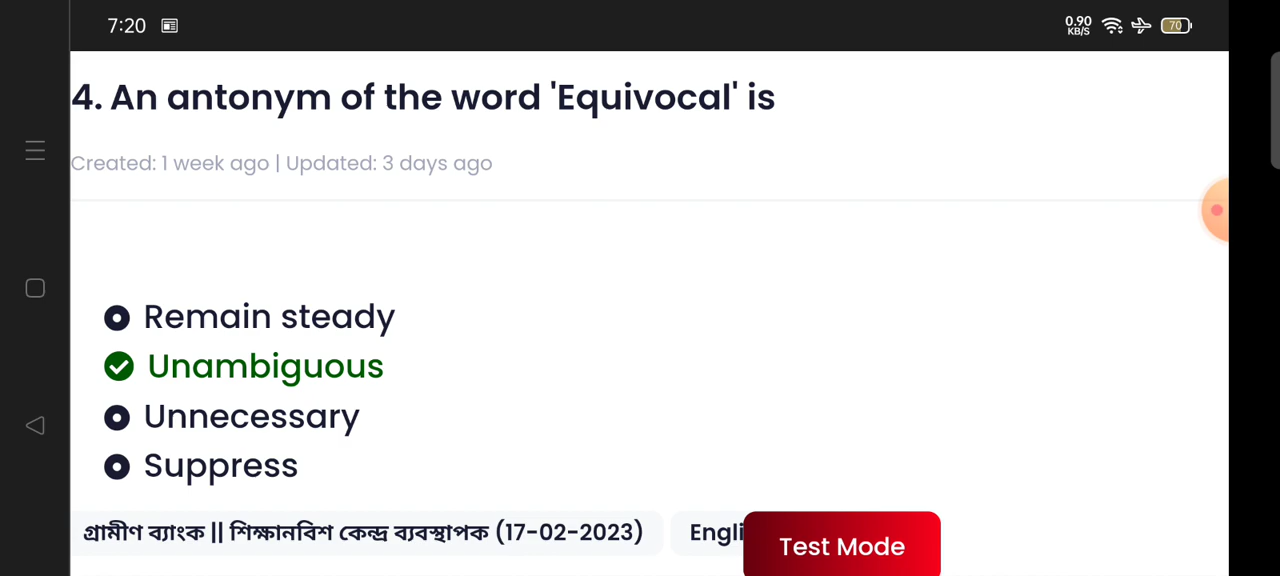 7:20
0.90
KB/S
70
4. An antonym of the word 'Equivocal' is
Created: 1 week ago | Updated: 3 days ago
Remain steady
Unambiguous
Unnecessary
Suppress
গ্রামীণ ব্যাংক || শিক্ষানবিশ কেন্দ্র ব্যবস্থাপক (17-02-2023)
Engli
Test Mode